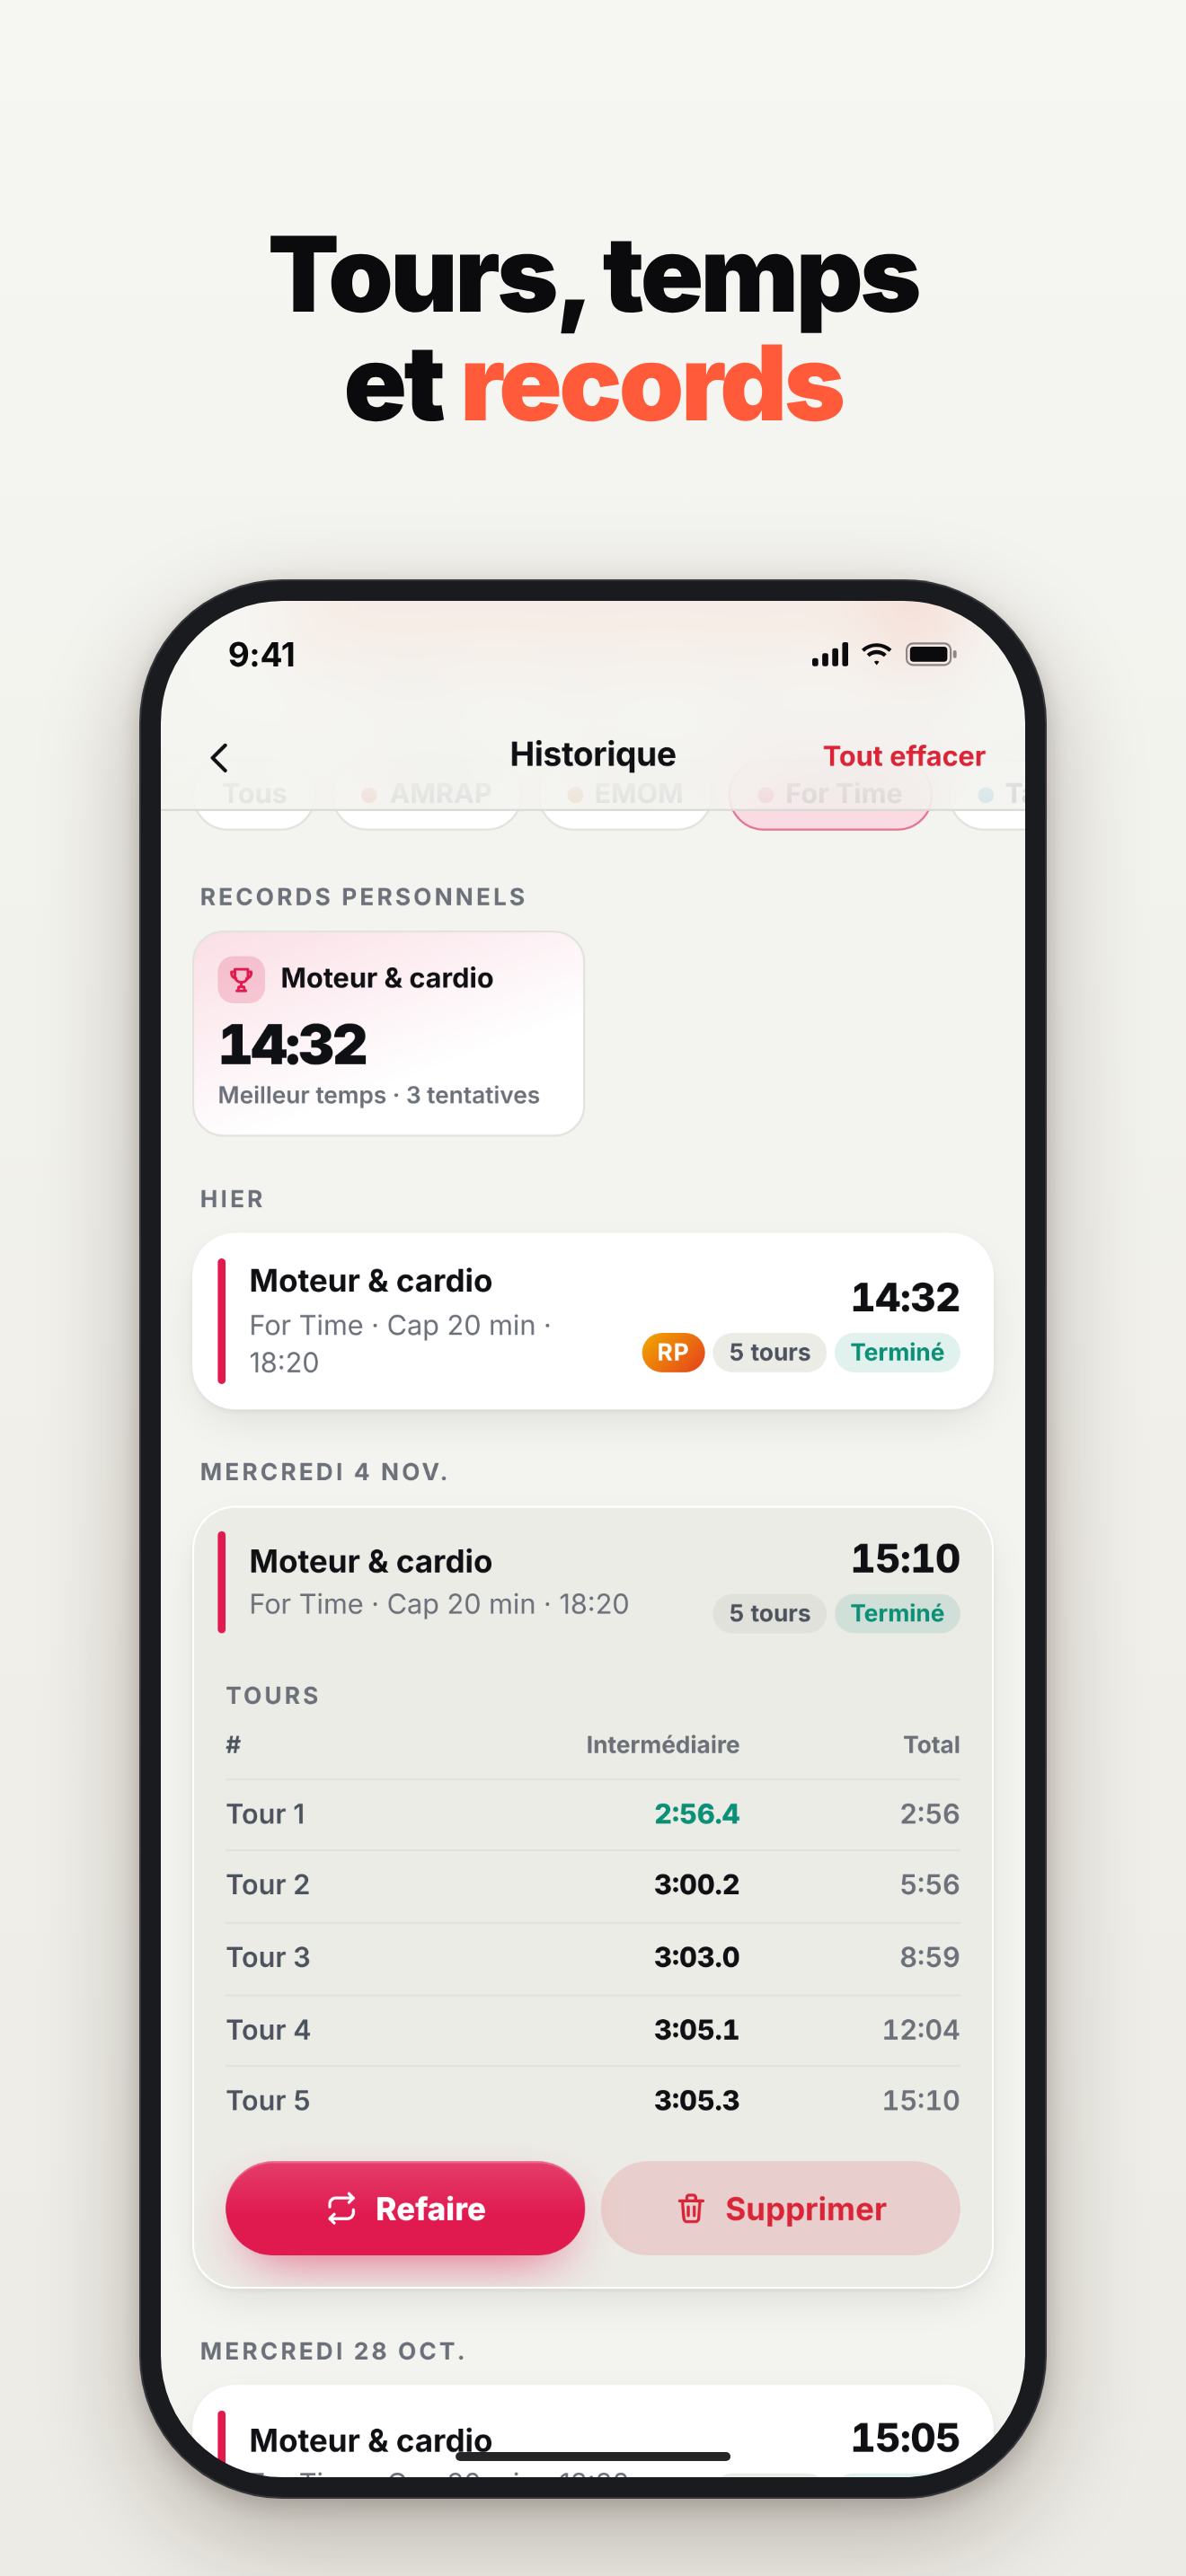 Tours, temps
et records
9:41
Historique
Tout effacer
Tous
AMRAP
EMOM
For Time
RECORDS PERSONNELS
Moteur & cardio
14:32
Meilleur temps · 3 tentatives
HIER
Moteur & cardio
14:32
For Time · Cap 20 min ·
18:20
RP
5 tours
Terminé
MERCREDI 4 NOV.
Moteur & cardio
15:10
For Time · Cap 20 min · 18:20
5 tours
Terminé
TOURS
# Intermédiaire Total
Tour 1 2:56.4 2:56
Tour 2 3:00.2 5:56
Tour 3 3:03.0 8:59
Tour 4 3:05.1 12:04
Tour 5 3:05.3 15:10
Refaire
Supprimer
MERCREDI 28 OCT.
Moteur & cardio
15:05